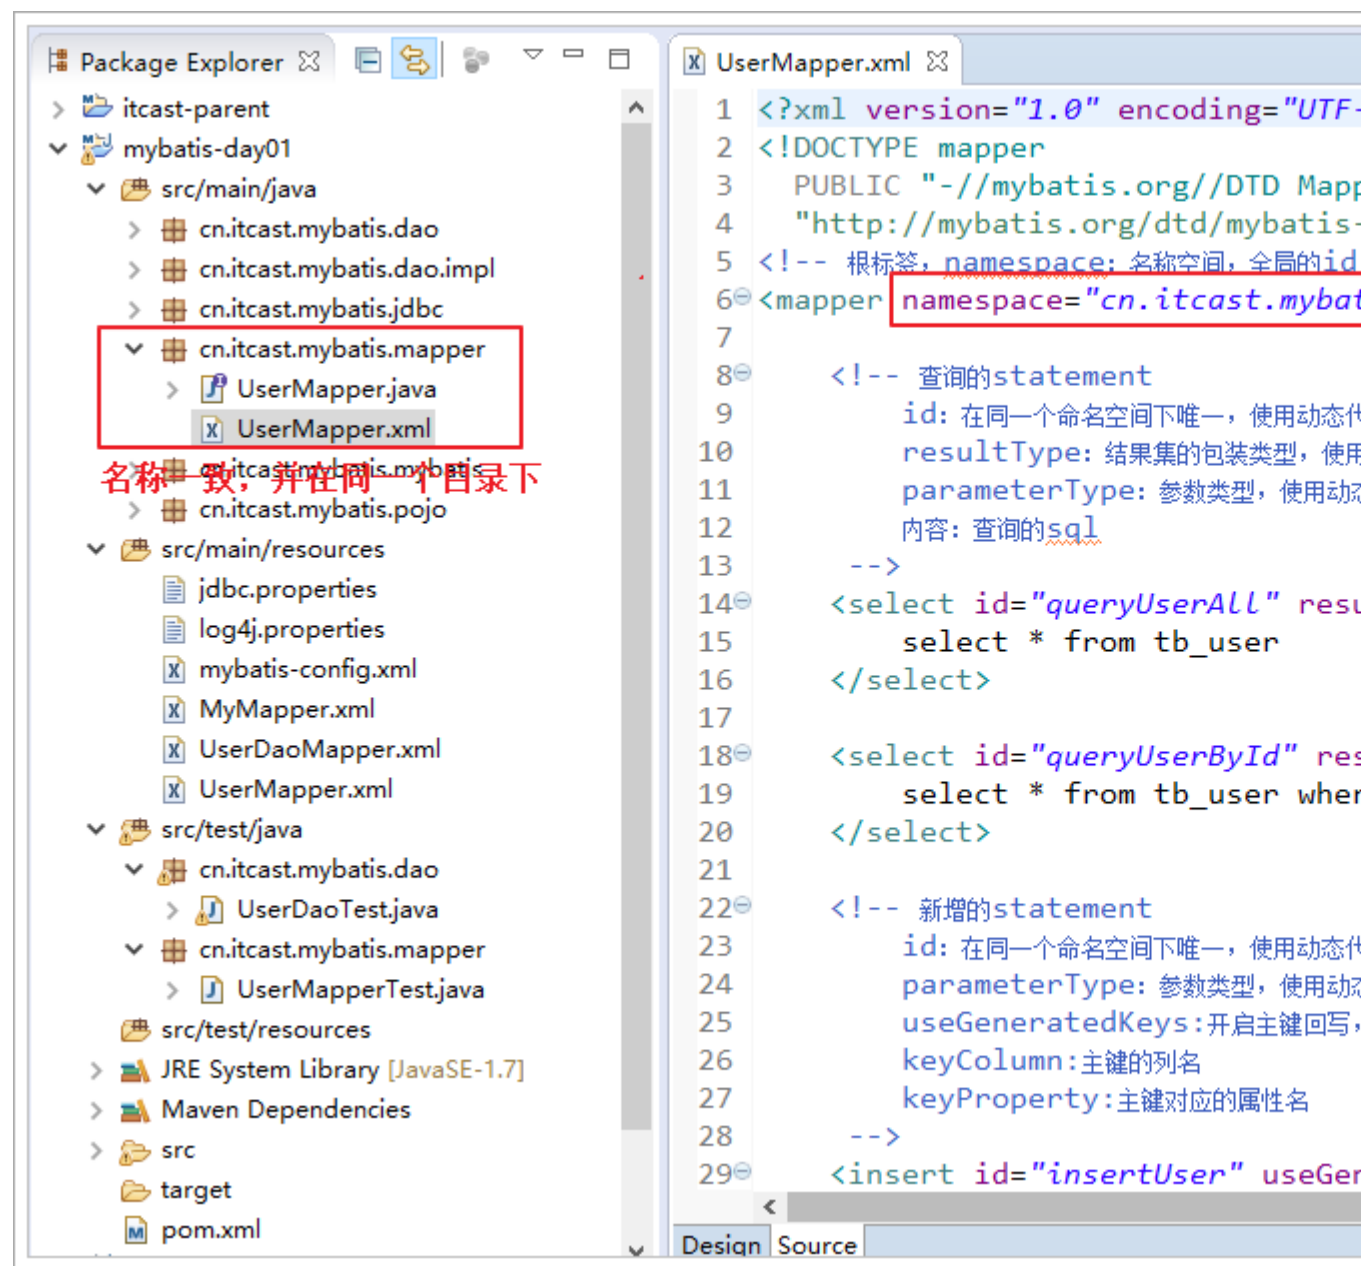 Package Explorer
itcast-parent
mybatis-day01
src/main/java
cn.itcast.mybatis.dao
cn.itcast.mybatis.dao.impl
cn.itcast.mybatis.jdbc
cn.itcast.mybatis.mapper
UserMapper.java
UserMapper.xml
cn.itcast.mybatis.mybatis
名称一致，并在同一个目录下
cn.itcast.mybatis.pojo
src/main/resources
jdbc.properties
log4j.properties
mybatis-config.xml
MyMapper.xml
UserDaoMapper.xml
UserMapper.xml
src/test/java
cn.itcast.mybatis.dao
UserDaoTest.java
cn.itcast.mybatis.mapper
UserMapperTest.java
src/test/resources
JRE System Library [JavaSE-1.7]
Maven Dependencies
src
target
pom.xml
UserMapper.xml
1 <?xml version="1.0" encoding="UTF-
2 <!DOCTYPE mapper
3 PUBLIC "-//mybatis.org//DTD Mapp
4 "http://mybatis.org/dtd/mybatis-
5 <!-- 根标签，namespace：名称空间，全局的id
6 <mapper namespace="cn.itcast.mybat
7
8 <!-- 查询的statement
9 id：在同一个命名空间下唯一，使用动态代
10 resultType：结果集的包装类型，使用
11 parameterType：参数类型，使用动态
12 内容：查询的sql
13 -->
14 <select id="queryUserAll" resu
15 select * from tb_user
16 </select>
17
18 <select id="queryUserById" res
19 select * from tb_user wher
20 </select>
21
22 <!-- 新增的statement
23 id：在同一个命名空间下唯一，使用动态代
24 parameterType：参数类型，使用动态
25 useGeneratedKeys:开启主键回写，
26 keyColumn:主键的列名
27 keyProperty:主键对应的属性名
28 -->
29 <insert id="insertUser" useGen
Design Source